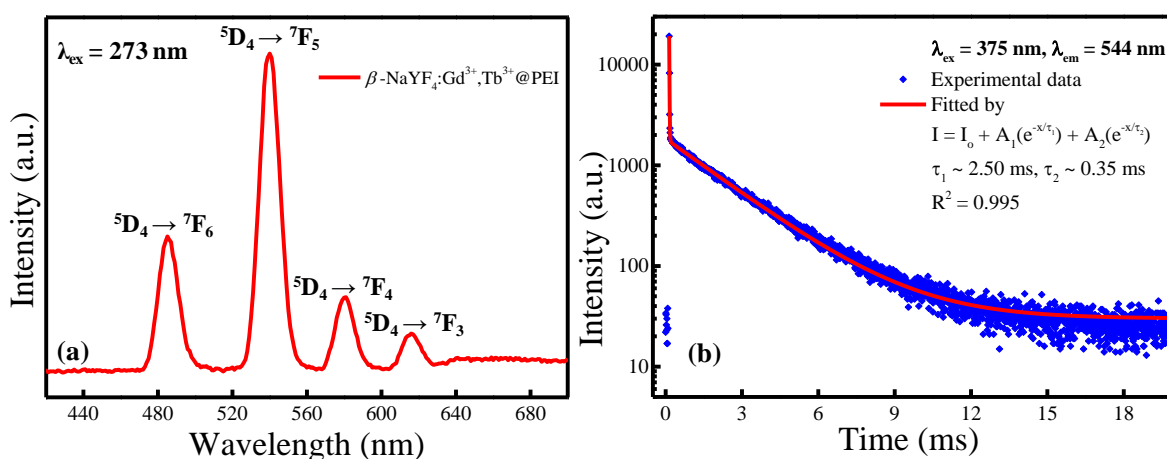 λex = 273 nm
⁵D₄ → ⁷F₅
β-NaYF₄:Gd³⁺,Tb³⁺@PEI
⁵D₄ → ⁷F₆
⁵D₄ → ⁷F₄
⁵D₄ → ⁷F₃
(a)
Intensity (a.u.)
440 480 520 560 600 640 680
Wavelength (nm)
λex = 375 nm, λem = 544 nm
Experimental data
Fitted by
I = Iₒ + A₁(e^-x/τ₁) + A₂(e^-x/τ₂)
τ₁ ~ 2.50 ms, τ₂ ~ 0.35 ms
R² = 0.995
(b)
Intensity (a.u.)
10000
1000
100
10
0 3 6 9 12 15 18
Time (ms)